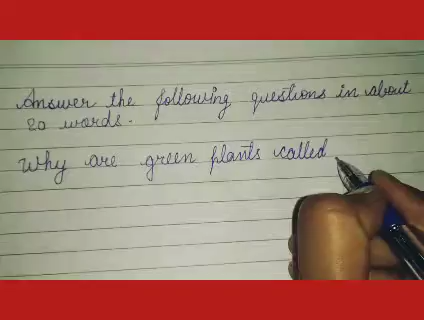 Answer the following questions in about
20 words.
Why are green plants called